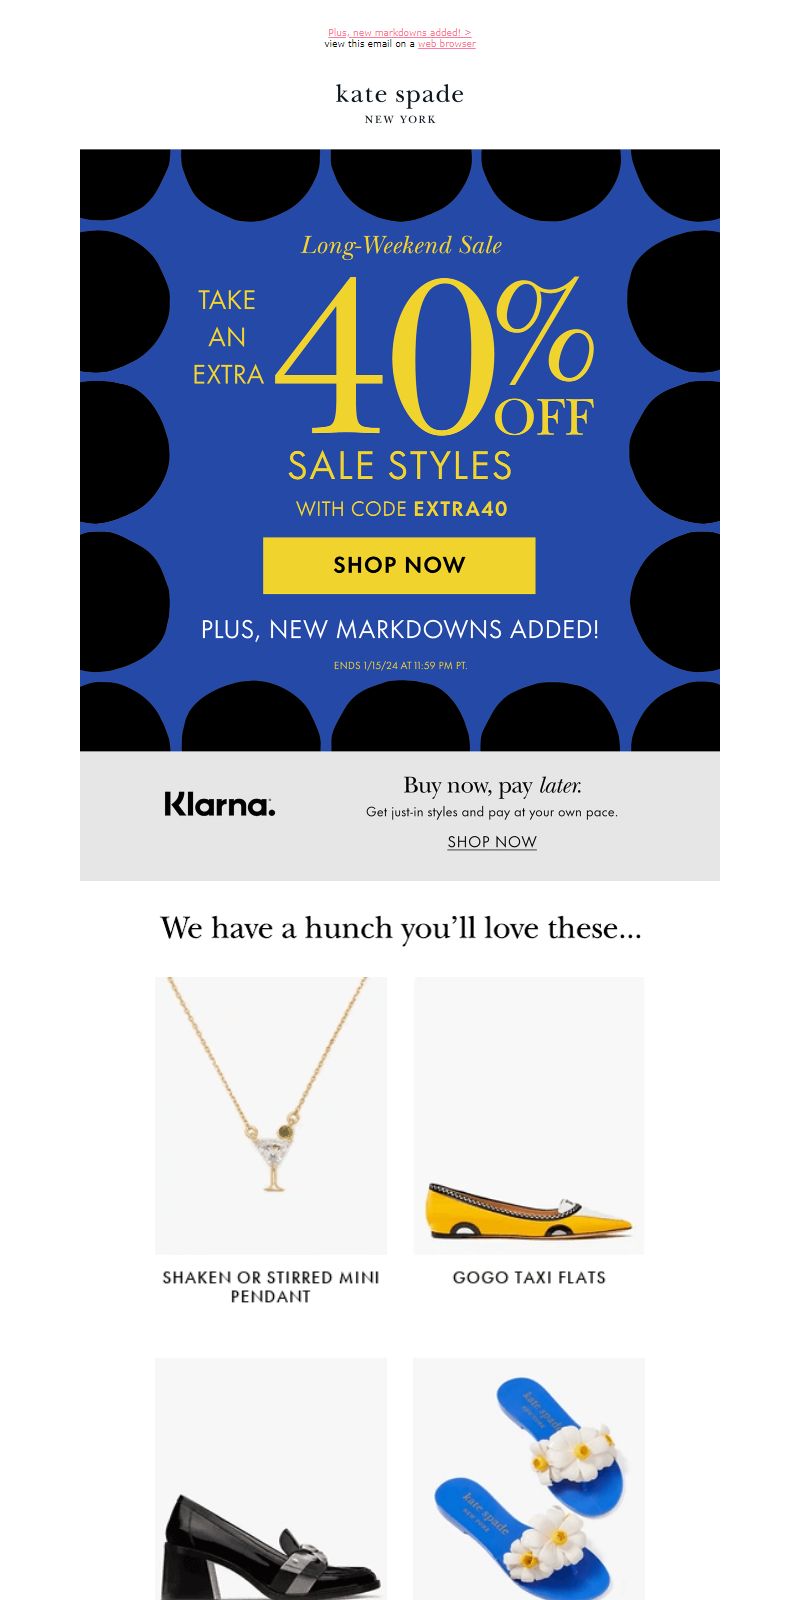 Plus, new markdowns added! >
view this email on a web browser
kate spade
NEW YORK
Long-Weekend Sale
TAKE
AN
EXTRA
40%
OFF
SALE STYLES
WITH CODE EXTRA40
SHOP NOW
PLUS, NEW MARKDOWNS ADDED!
ENDS 1/15/24 AT 11:59 PM PT.
Klarna.
Buy now, pay later.
Get just-in styles and pay at your own pace.
SHOP NOW
We have a hunch you’ll love these...
SHAKEN OR STIRRED MINI
PENDANT
GOGO TAXI FLATS
kate spade
NEW YORK
kate spade
NEW YORK